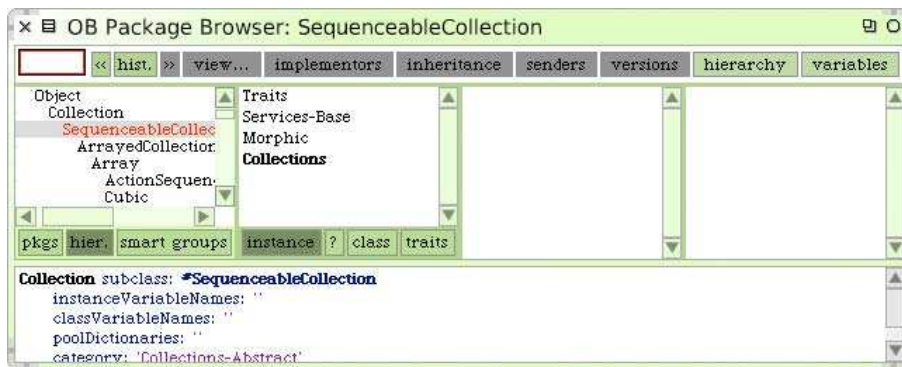 OB Package Browser: SequenceableCollection
« hist. » view... implementors inheritance senders versions hierarchy variables
Object
Collection
SequenceableCollec
ArrayedCollection
Array
ActionSequen
Cubic
pkgs hier. smart groups
Traits
Services-Base
Morphic
Collections
instance ? class traits
Collection subclass: #SequenceableCollection
instanceVariableNames: ''
classVariableNames: ''
poolDictionaries: ''
category: 'Collections-Abstract'